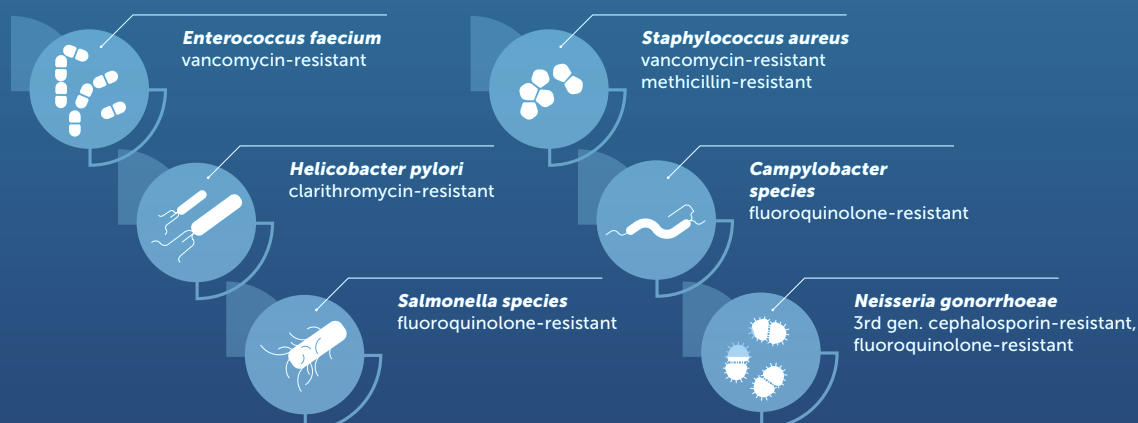 Enterococcus faecium
vancomycin-resistant
Staphylococcus aureus
vancomycin-resistant
methicillin-resistant
Helicobacter pylori
clarithromycin-resistant
Campylobacter
species
fluoroquinolone-resistant
Salmonella species
fluoroquinolone-resistant
Neisseria gonorrhoeae
3rd gen. cephalosporin-resistant,
fluoroquinolone-resistant